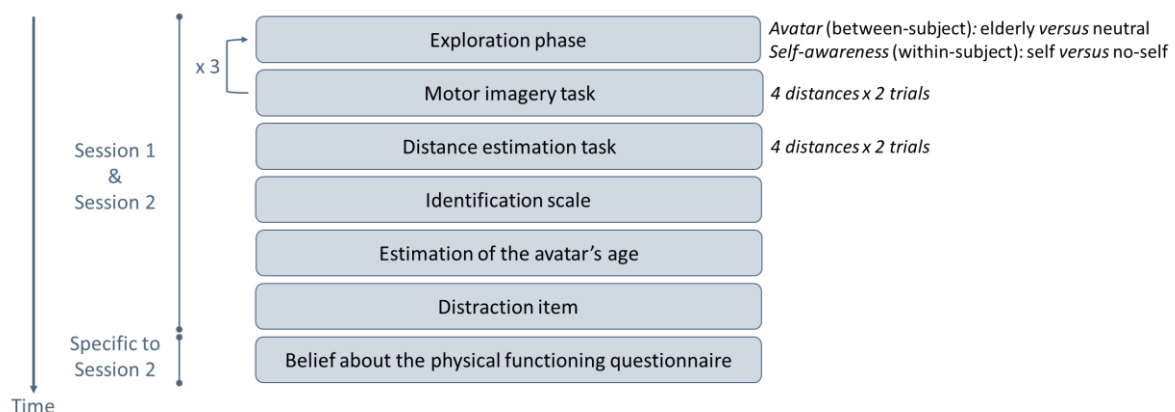 Exploration phase
Avatar (between-subject): elderly versus neutral
Self-awareness (within-subject): self versus no-self
x 3
Motor imagery task
4 distances x 2 trials
Distance estimation task
4 distances x 2 trials
Session 1
&
Session 2
Identification scale
Estimation of the avatar's age
Distraction item
Specific to
Session 2
Belief about the physical functioning questionnaire
Time